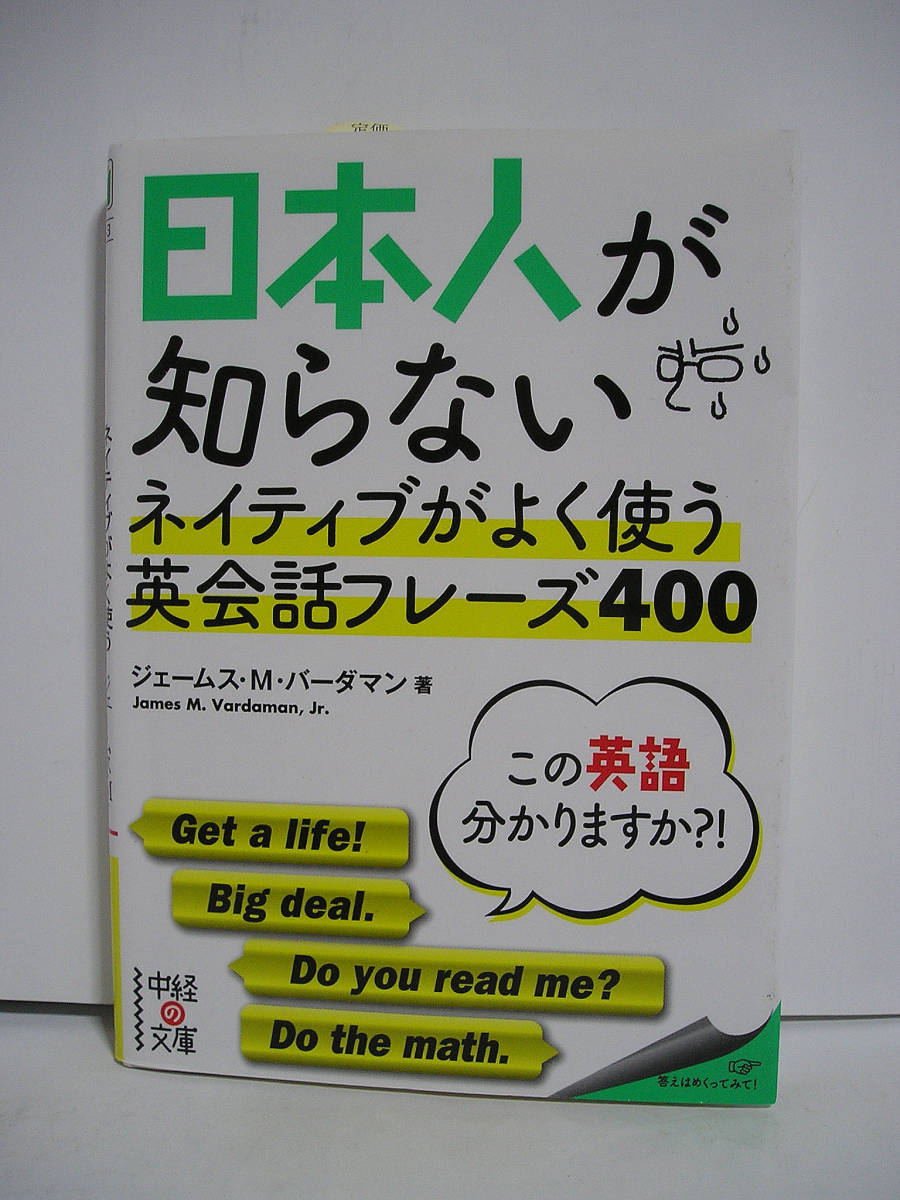 定価
日本人が
知らない
ネイティブがよく使う
英会話フレーズ400
ジェームス・M・バーダマン 著
James M. Vardaman, Jr.
この英語
分かりますか?!
Get a life!
Big deal.
Do you read me?
Do the math.
中経
の
文庫
答えはめくってみて!